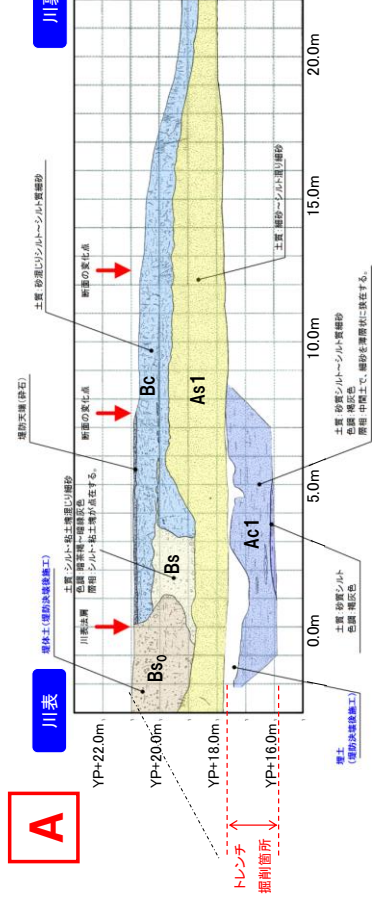 A
川表
川裏
堤体土(堤防決壊後施工)
川表法肩
土質:シルト・粘土塊混じり細砂
色調:暗茶褐~暗緑灰色
層相:シルト・粘土塊が点在する。
堤防天端(砕石)
断面の変化点
土質:砂混じりシルト~シルト質細砂
断面の変化点
YP+22.0m
YP+20.0m
YP+18.0m
YP+16.0m
Bs0
Bs
Bc
As1
Ac1
土質:細砂~シルト混り細砂
0.0m
5.0m
10.0m
15.0m
20.0m
トレンチ
掘削箇所
埋土
(堤防決壊後施工)
土質:砂質シルト
色調:褐灰色
土質:砂質シルト~シルト質細砂
色調:褐灰色
層相:中間土で、細砂を薄層状に挟在する。